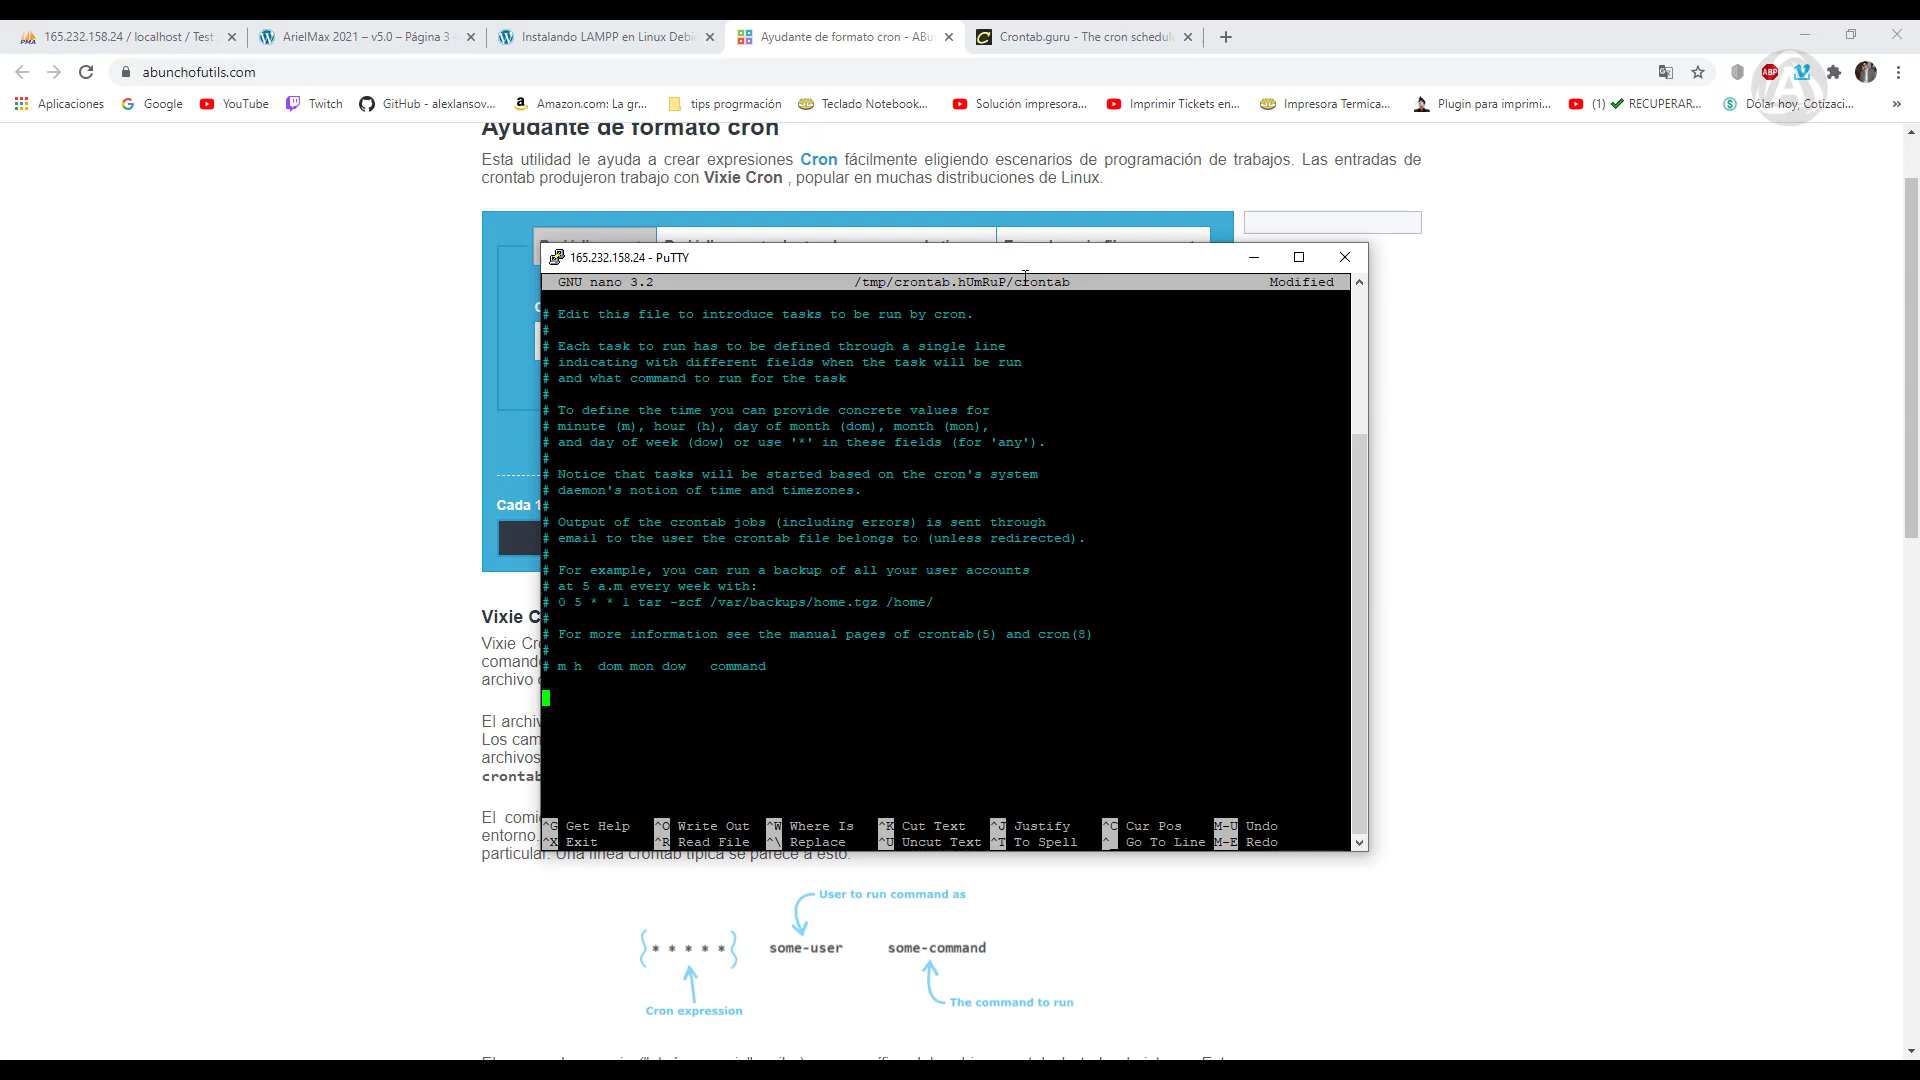 165.232.158.24 / localhost / Test
ArielMax 2021 – v5.0 – Página 3 –
Instalando LAMPP en Linux Debi
Ayudante de formato cron - ABu
Crontab.guru - The cron schedule
abunchofutils.com
ABP
Aplicaciones
Google
YouTube
Twitch
GitHub - alexlansov...
Amazon.com: La gr...
tips progrmación
Teclado Notebook...
Solución impresora...
Imprimir Tickets en...
Impresora Termica...
Plugin para imprimi...
(1) ✔ RECUPERAR...
Dólar hoy, Cotizaci...
Ayudante de formato cron
Esta utilidad le ayuda a crear expresiones Cron fácilmente eligiendo escenarios de programación de trabajos. Las entradas de
crontab produjeron trabajo con Vixie Cron , popular en muchas distribuciones de Linux.
165.232.158.24 - PuTTY
GNU nano 3.2 /tmp/crontab.hUmRuP/crontab Modified
# Edit this file to introduce tasks to be run by cron.
#
# Each task to run has to be defined through a single line
# indicating with different fields when the task will be run
# and what command to run for the task
#
# To define the time you can provide concrete values for
# minute (m), hour (h), day of month (dom), month (mon),
# and day of week (dow) or use '*' in these fields (for 'any').
#
# Notice that tasks will be started based on the cron's system
# daemon's notion of time and timezones.
#
# Output of the crontab jobs (including errors) is sent through
# email to the user the crontab file belongs to (unless redirected).
#
# For example, you can run a backup of all your user accounts
# at 5 a.m every week with:
# 0 5 * * 1 tar -zcf /var/backups/home.tgz /home/
#
# For more information see the manual pages of crontab(5) and cron(8)
#
# m h  dom mon dow   command
^G Get Help ^O Write Out ^W Where Is ^K Cut Text ^J Justify ^C Cur Pos M-U Undo
^X Exit ^R Read File ^\ Replace ^U Uncut Text ^T To Spell ^_ Go To Line M-E Redo
Cada 1
Vixie C
Vixie Cr
comand
archivo
El archiv
Los cam
archivos
crontab
El comi
entorno.
particular. Una línea crontab típica se parece a esto.
User to run command as
* * * * * some-user some-command
Cron expression
The command to run